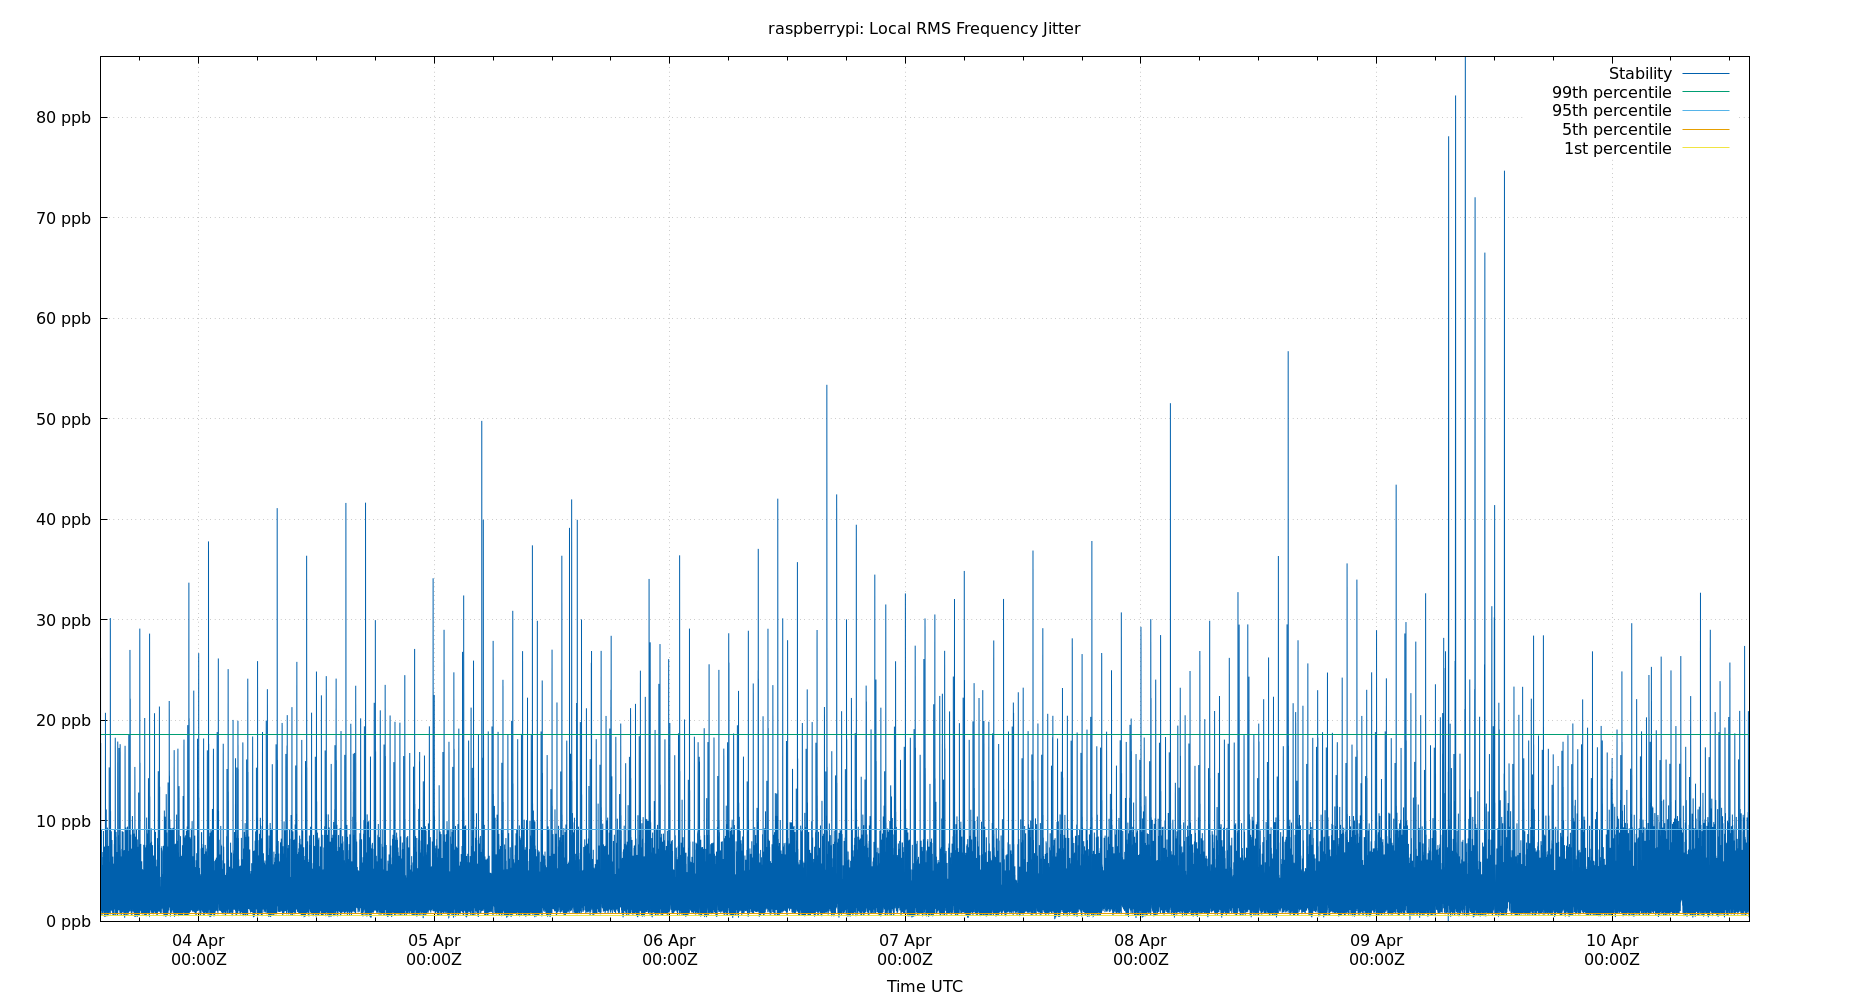 raspberrypi: Local RMS Frequency Jitter
Stability
99th percentile
95th percentile
5th percentile
1st percentile
80 ppb
70 ppb
60 ppb
50 ppb
40 ppb
30 ppb
20 ppb
10 ppb
0 ppb
04 Apr 05 Apr 06 Apr 07 Apr 08 Apr 09 Apr 10 Apr
00:00Z 00:00Z 00:00Z 00:00Z 00:00Z 00:00Z 00:00Z
Time UTC